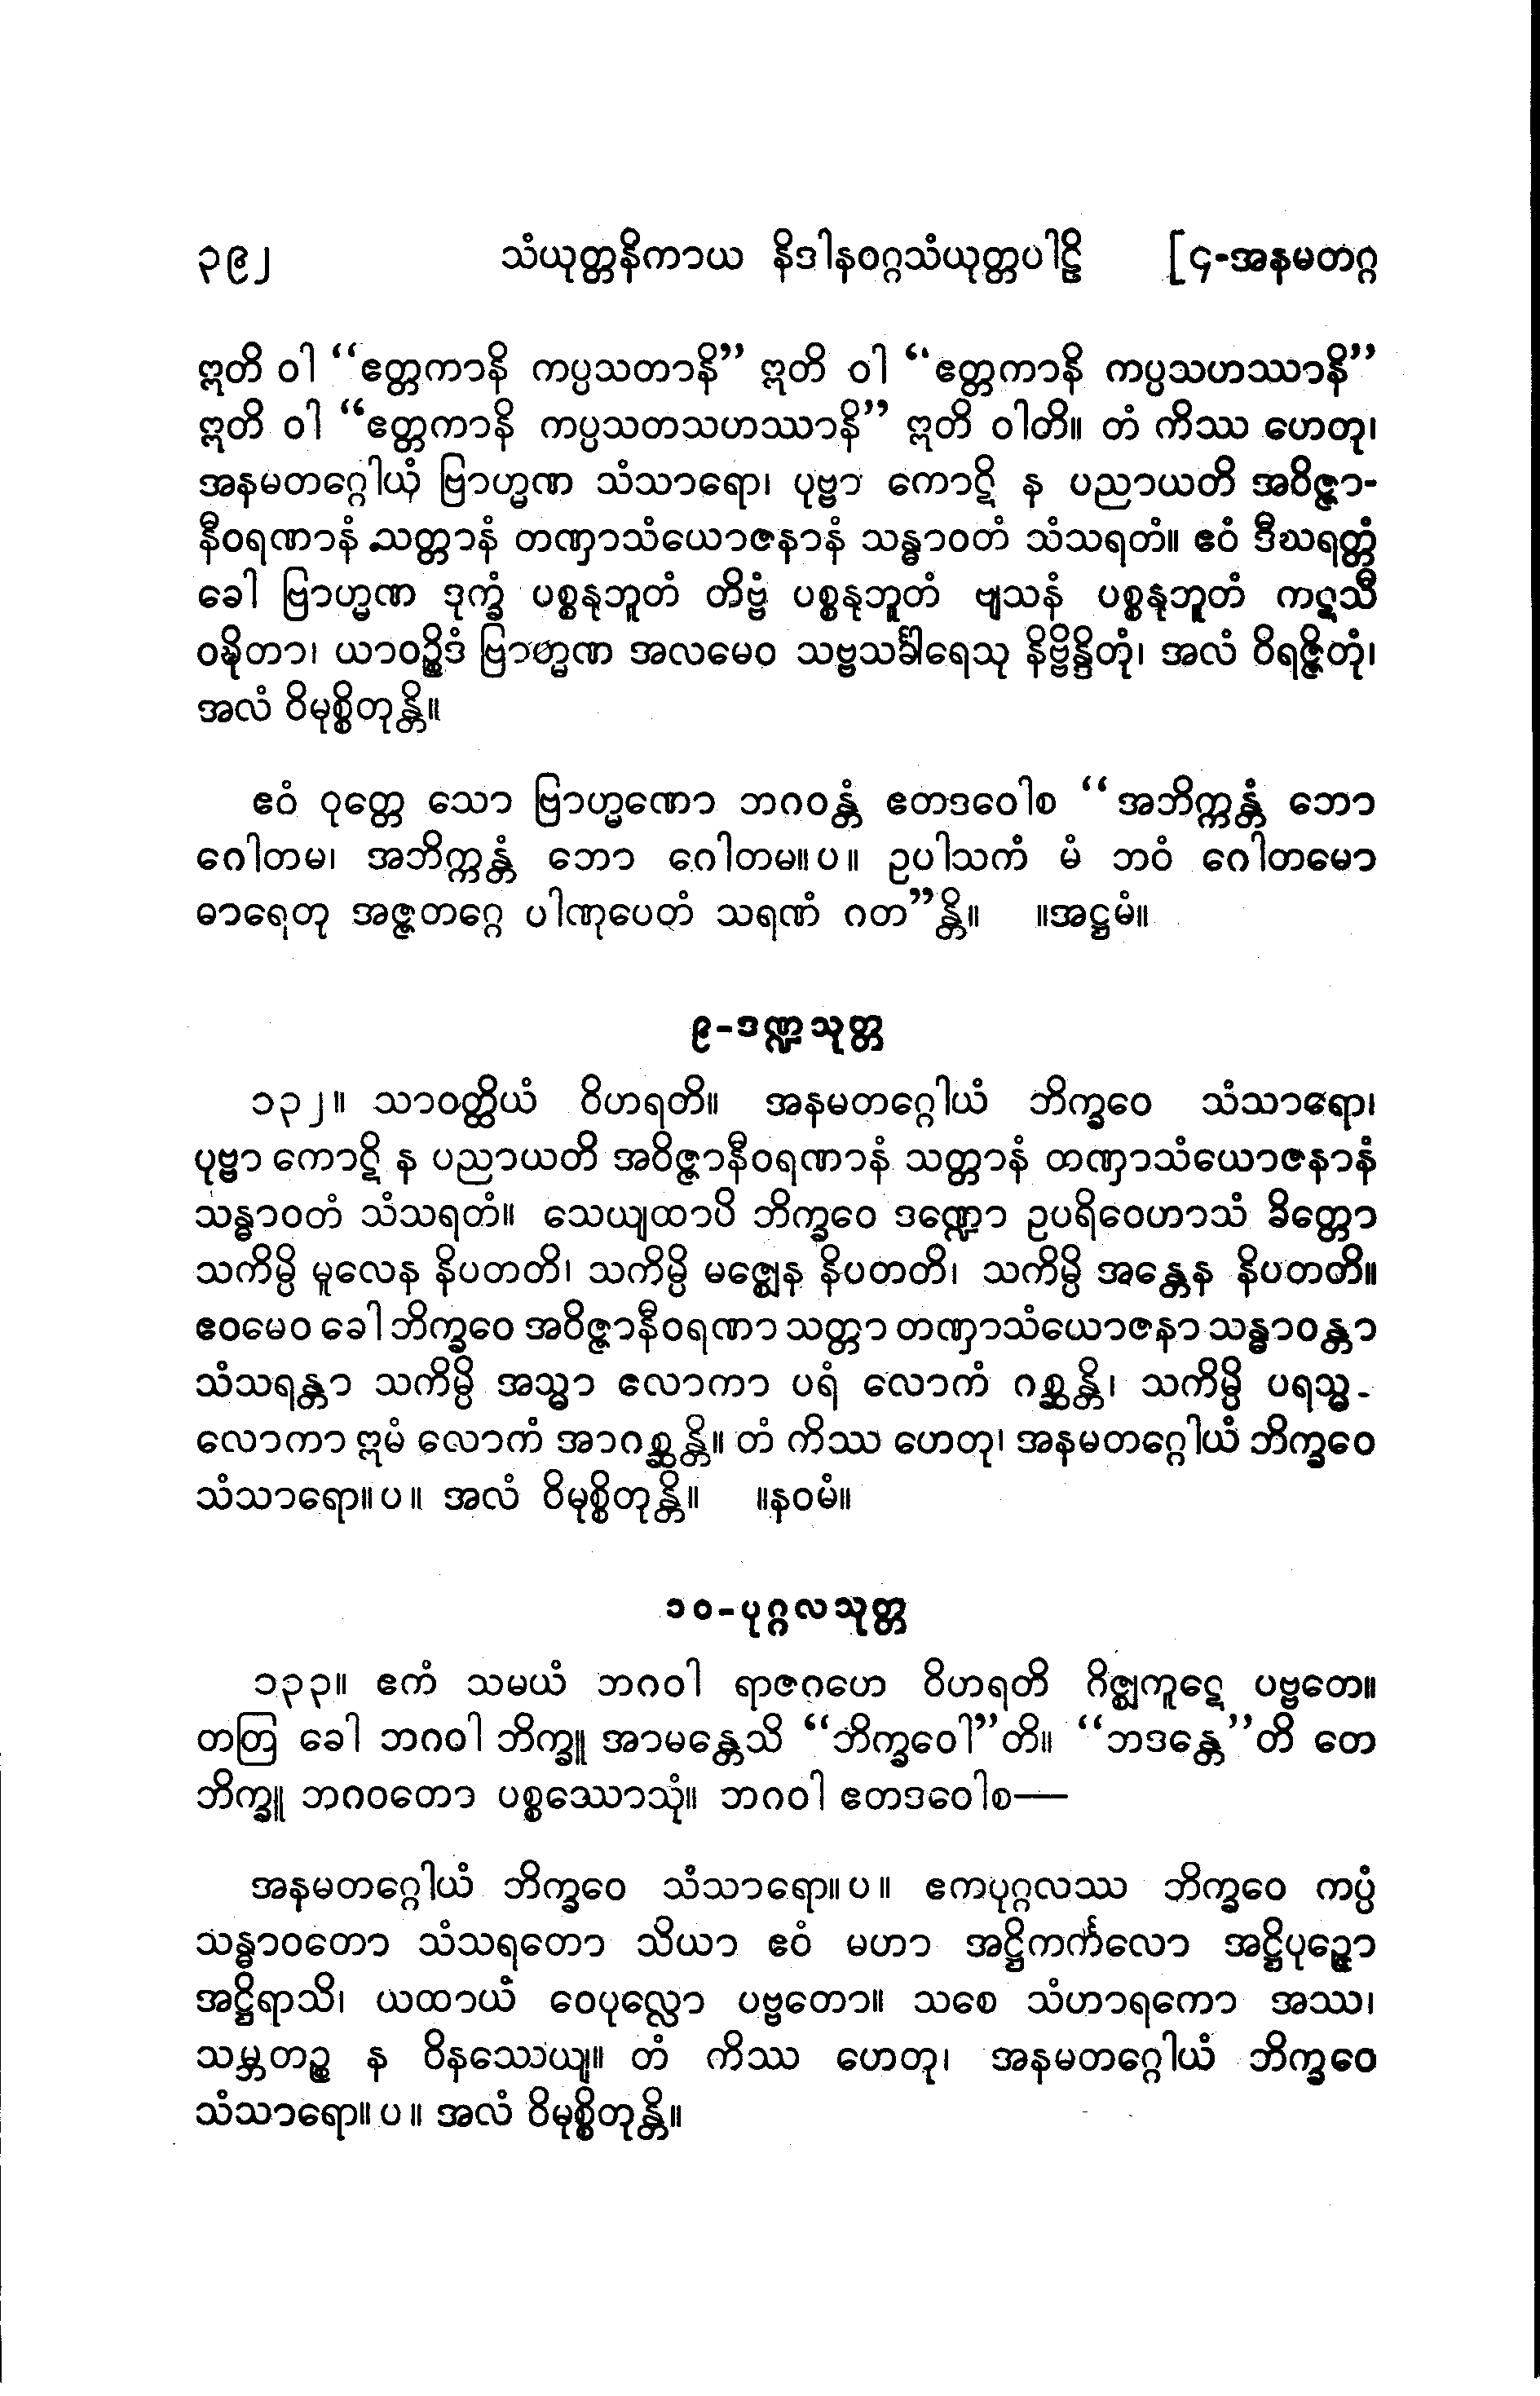 ၃၉၂ သံယုတ္တနိကာယ နိဒါနဝဂ္ဂသံယုတ္တပါဠိ [၄-အနမတဂ္ဂ
ဣတိ ဝါ “ဧတ္တကာနိ ကပ္ပသတာနိ” ဣတိ ဝါ “ဧတ္တကာနိ ကပ္ပသဟဿာနိ”
ဣတိ ဝါ “ဧတ္တကာနိ ကပ္ပသတသဟဿာနိ” ဣတိ ဝါတိ။ တံ ကိဿ ဟေတု၊
အနမတဂ္ဂေါယံ ဗြာဟ္မဏ သံသာရော၊ ပုဗ္ဗာ ကောဋိ န ပညာယတိ အဝိဇ္ဇာ-
နီဝရဏာနံ သတ္တာနံ တဏှာသံယောဇနာနံ သန္ဓာဝတံ သံသရတံ။ ဧဝံ ဒီဃရတ္တံ
ခေါ ဗြာဟ္မဏ ဒုက္ခံ ပစ္စနုဘူတံ တိဗ္ဗံ ပစ္စနုဘူတံ ဗျသနံ ပစ္စနုဘူတံ ကဋသီ
ဝဍ္ဎိတာ၊ ယာဝဉ္စိဒံ ဗြာဟ္မဏ အလမေဝ သဗ္ဗသင်္ခါရေသု နိဗ္ဗိန္ဒိတုံ၊ အလံ ဝိရဇ္ဇိတုံ၊
အလံ ဝိမုစ္စိတုန္တိ။
ဧဝံ ဝုတ္တေ သော ဗြာဟ္မဏော ဘဂဝန္တံ ဧတဒဝေါစ “အဘိက္ကန္တံ ဘော
ဂေါတမ၊ အဘိက္ကန္တံ ဘော ဂေါတမ။ပ။ ဥပါသကံ မံ ဘဝံ ဂေါတမော
ဓာရေတု အဇ္ဇတဂ္ဂေ ပါဏုပေတံ သရဏံ ဂတ”န္တိ။ ။အဋ္ဌမံ။
၉-ဒဏ္ဍသုတ္တ
၁၃၂။ သာဝတ္ထိယံ ဝိဟရတိ။ အနမတဂ္ဂေါယံ ဘိက္ခဝေ သံသာရော၊
ပုဗ္ဗာ ကောဋိ န ပညာယတိ အဝိဇ္ဇာနီဝရဏာနံ သတ္တာနံ တဏှာသံယောဇနာနံ
သန္ဓာဝတံ သံသရတံ။ သေယျထာပိ ဘိက္ခဝေ ဒဏ္ဍော ဥပရိဝေဟာသံ ခိတ္တော
သကိမ္ပိ မူလေန နိပတတိ၊ သကိမ္ပိ မဇ္ဈေန နိပတတိ၊ သကိမ္ပိ အန္တေန နိပတတိ။
ဧဝမေဝ ခေါ ဘိက္ခဝေ အဝိဇ္ဇာနီဝရဏာ သတ္တာ တဏှာသံယောဇနာ သန္ဓာဝန္တာ
သံသရန္တာ သကိမ္ပိ အသ္မာ လောကာ ပရံ လောကံ ဂစ္ဆန္တိ၊ သကိမ္ပိ ပရသ္မ-
လောကာ ဣမံ လောကံ အာဂစ္ဆန္တိ။ တံ ကိဿ ဟေတု၊ အနမတဂ္ဂေါယံ ဘိက္ခဝေ
သံသာရော။ပ။ အလံ ဝိမုစ္စိတုန္တိ။ ။နဝမံ။
၁၀-ပုဂ္ဂလသုတ္တ
၁၃၃။ ဧကံ သမယံ ဘဂဝါ ရာဇဂဟေ ဝိဟရတိ ဂိဇ္ဈကူဋေ ပဗ္ဗတေ။
တတြ ခေါ ဘဂဝါ ဘိက္ခူ အာမန္တေသိ “ဘိက္ခဝေါ”တိ။ “ဘဒန္တေ”တိ တေ
ဘိက္ခူ ဘဂဝတော ပစ္စဿောသုံ။ ဘဂဝါ ဧတဒဝေါစ—
အနမတဂ္ဂေါယံ ဘိက္ခဝေ သံသာရော။ပ။ ဧကပုဂ္ဂလဿ ဘိက္ခဝေ ကပ္ပံ
သန္ဓာဝတော သံသရတော သိယာ ဧဝံ မဟာ အဋ္ဌိကင်္ကလော အဋ္ဌိပုဉ္ဇော
အဋ္ဌိရာသိ၊ ယထာယံ ဝေပုလ္လော ပဗ္ဗတော။ သစေ သံဟာရကော အဿ၊
သမ္ဘတဉ္စ န ဝိနဿေယျ။ တံ ကိဿ ဟေတု၊ အနမတဂ္ဂေါယံ ဘိက္ခဝေ
သံသာရော။ပ။ အလံ ဝိမုစ္စိတုန္တိ။